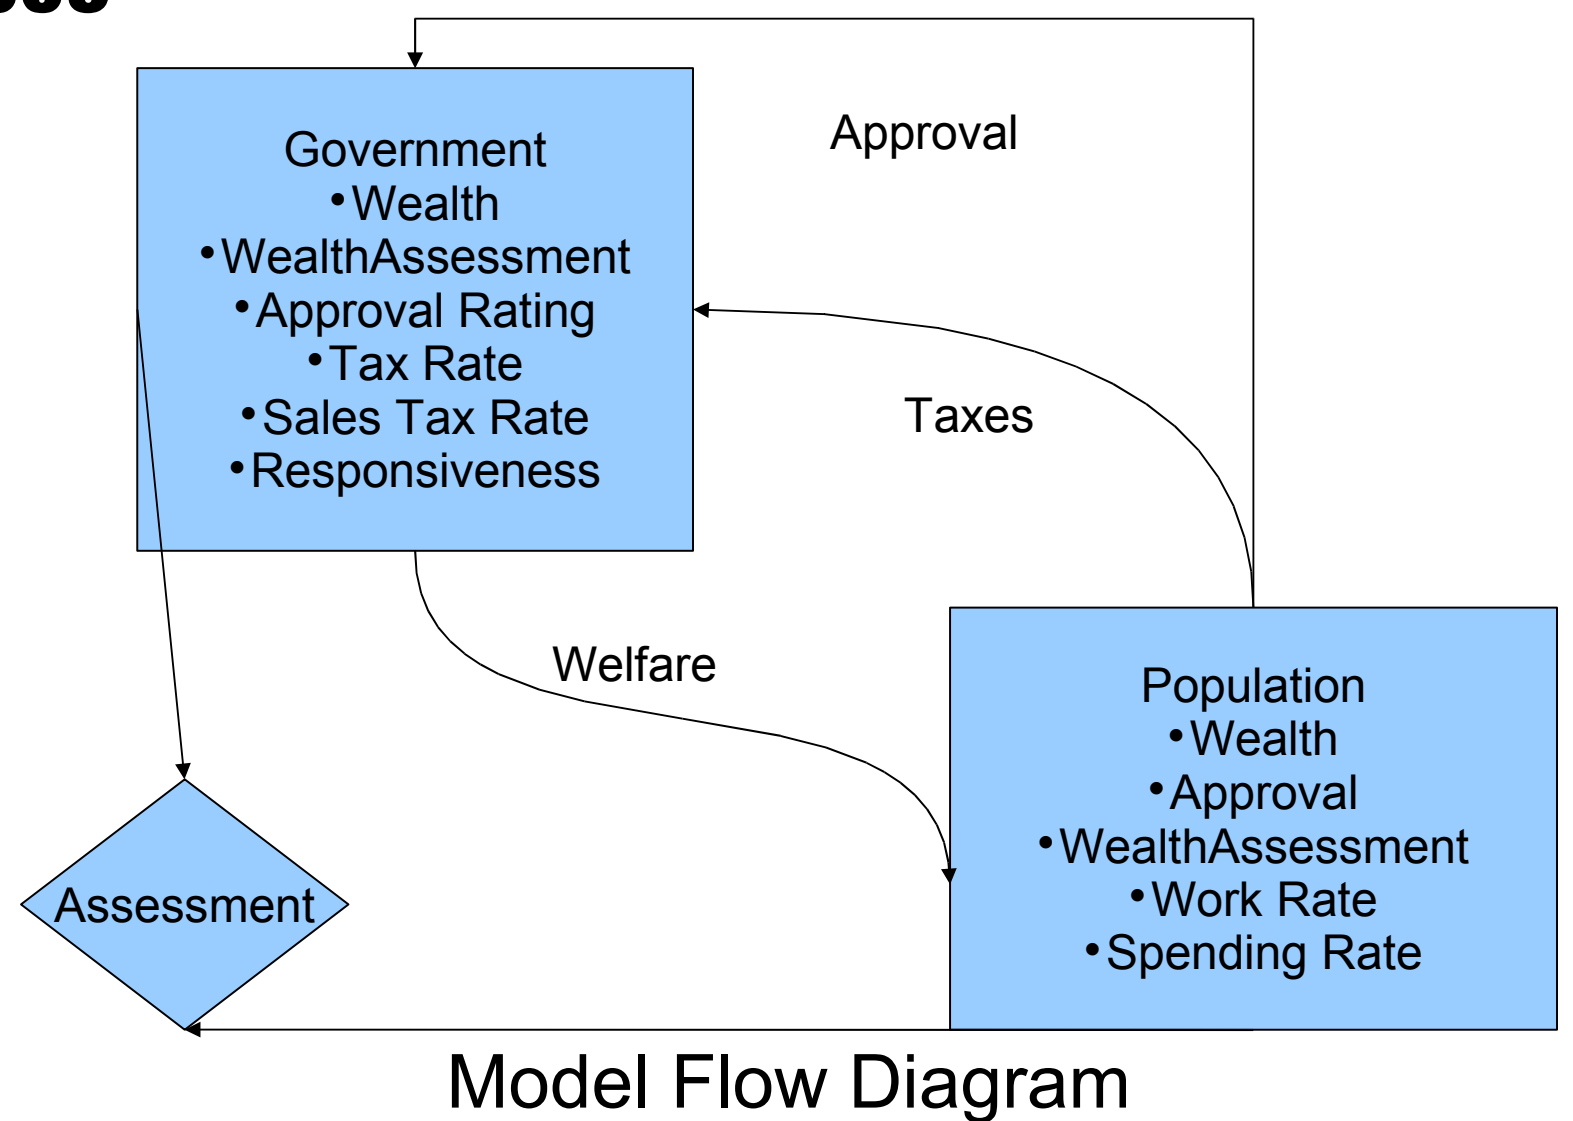 Government
•Wealth
•WealthAssessment
•Approval Rating
•Tax Rate
•Sales Tax Rate
•Responsiveness
Approval
Taxes
Welfare
Population
•Wealth
•Approval
•WealthAssessment
•Work Rate
•Spending Rate
Assessment
Model Flow Diagram